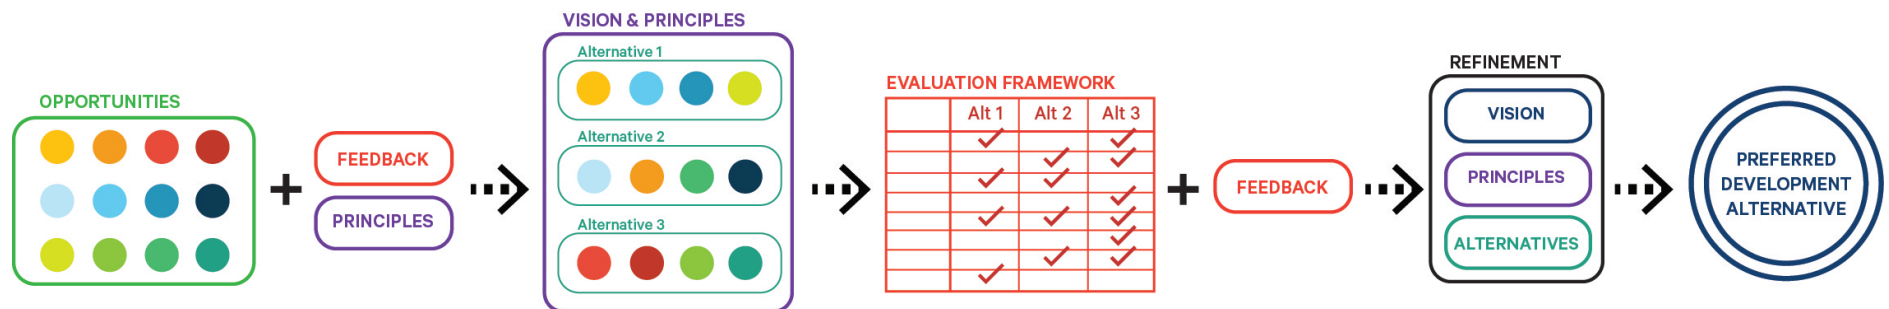 OPPORTUNITIES
FEEDBACK
PRINCIPLES
VISION & PRINCIPLES
Alternative 1
Alternative 2
Alternative 3
EVALUATION FRAMEWORK
Alt 1 Alt 2 Alt 3
FEEDBACK
REFINEMENT
VISION
PRINCIPLES
ALTERNATIVES
PREFERRED
DEVELOPMENT
ALTERNATIVE